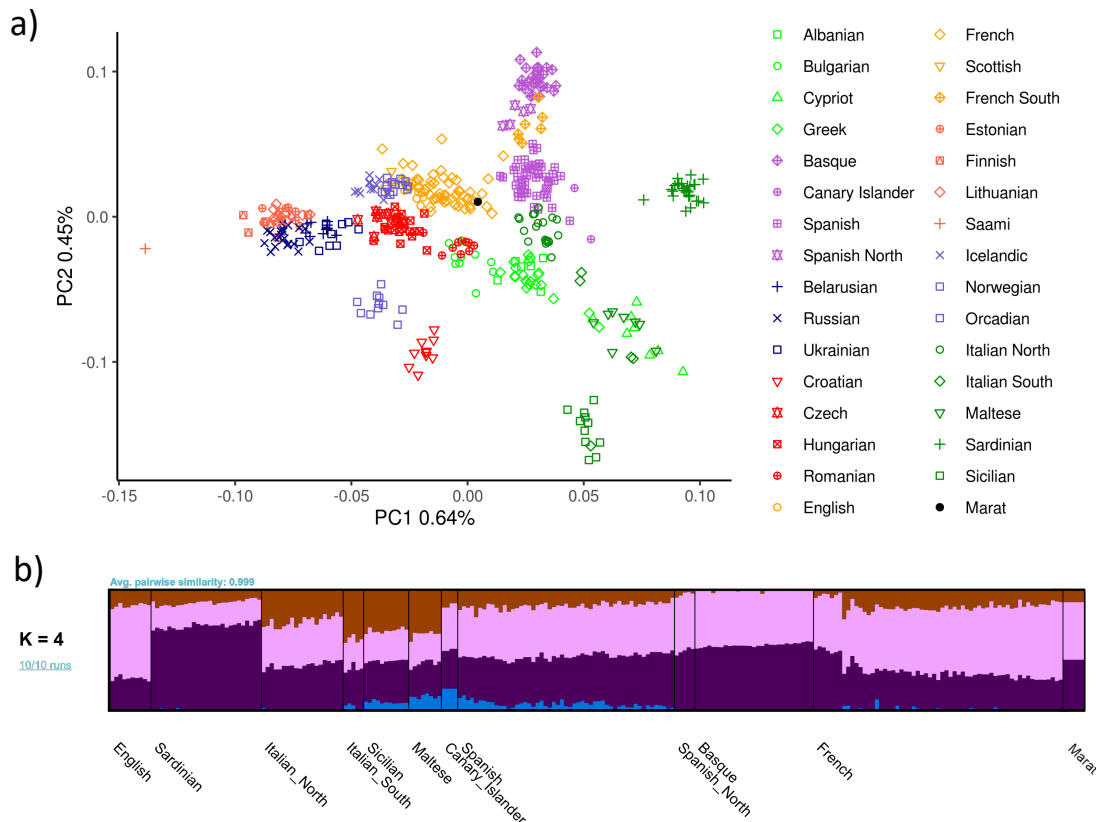 a)
0.1
0.0
-0.1
PC2 0.45%
-0.15
-0.10
-0.05
0.00
0.05
0.10
PC1 0.64%
Albanian
Bulgarian
Cypriot
Greek
Basque
Canary Islander
Spanish
Spanish North
Belarusian
Russian
Ukrainian
Croatian
Czech
Hungarian
Romanian
English
French
Scottish
French South
Estonian
Finnish
Lithuanian
Saami
Icelandic
Norwegian
Orcadian
Italian North
Italian South
Maltese
Sardinian
Sicilian
Marat
b)
Avg. pairwise similarity: 0.999
K = 4
10/10 runs
English
Sardinian
Italian_North
Italian_South
Sicilian
Maltese
Canary_Islander
Spanish
Spanish_North
Basque
French
Marat